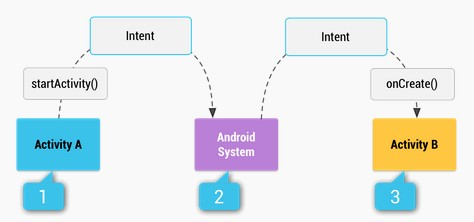 Intent
Intent
startActivity()
onCreate()
Activity A
Android
System
Activity B
1
2
3